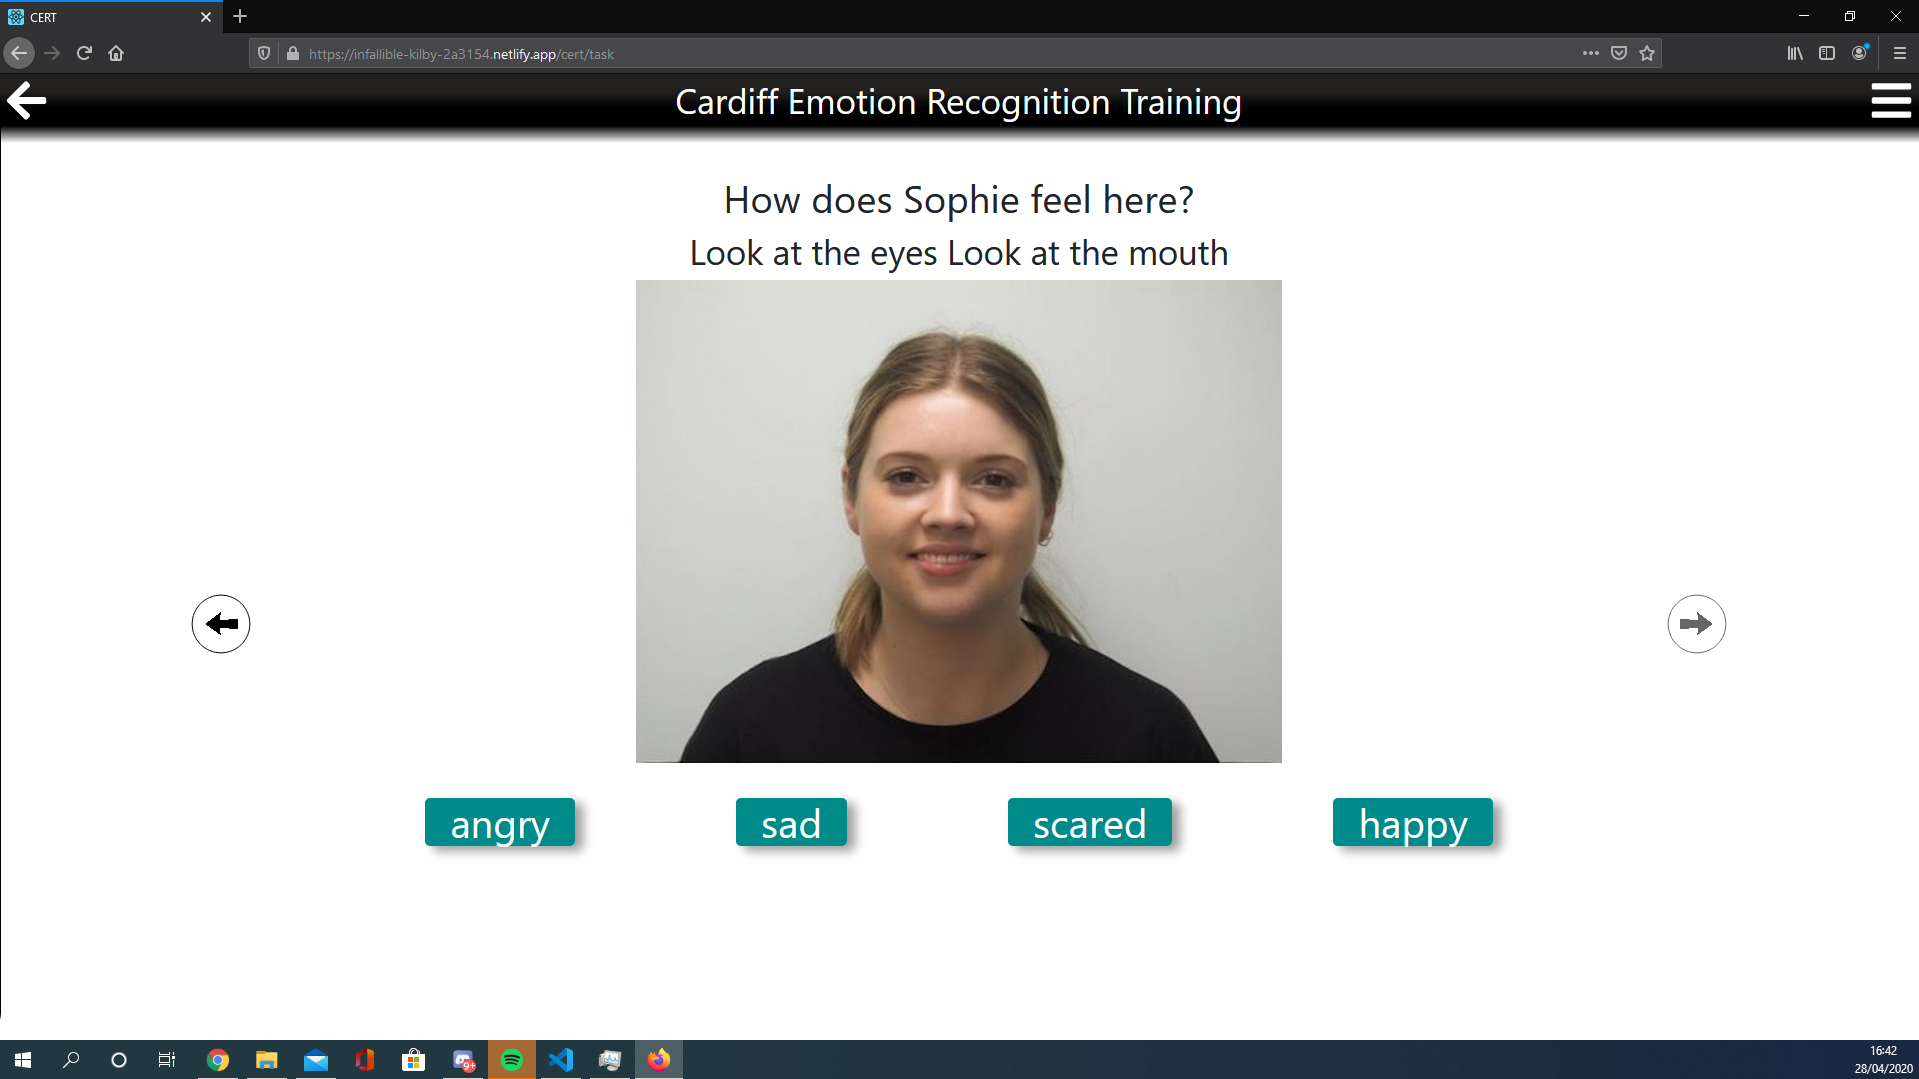 CERT
https://infallible-kilby-2a3154.netlify.app/cert/task
Cardiff Emotion Recognition Training
How does Sophie feel here?
Look at the eyes Look at the mouth
angry sad scared happy
9+
16:42
28/04/2020